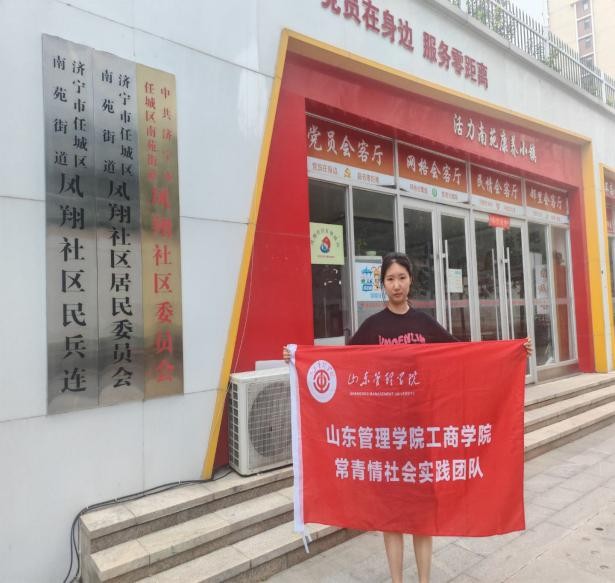 党员在身边 服务零距离
活力南苑康养小镇
党员会客厅
网格会客厅
民情会客厅
邻里会客厅
中共济宁市
任城区南苑街道
凤翔社区委员会
济宁市任城区
南苑街道
凤翔社区居民委员会
济宁市任城区
南苑街道
凤翔社区民兵连
山东管理学院
SHANDONG MANAGEMENT UNIVERSITY
山东管理学院工商学院
常青情社会实践团队